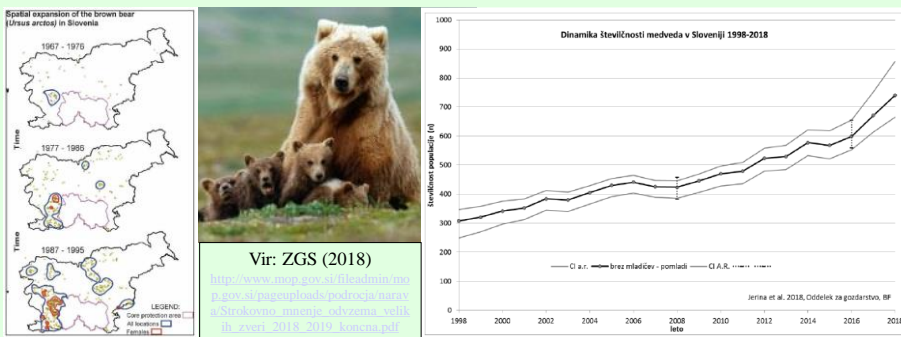 Spatial expansion of the brown bear
(Ursus arctos) in Slovenia
1967 - 1976
Time
1977 - 1986
Time
1987 - 1995
LEGEND:
Core protection area
All locations
Females
Vir: ZGS (2018)
http://www.mop.gov.si/fileadmin/mo
p.gov.si/pageuploads/podrocja/narav
a/Strokovno_mnenje_odvzema_velik
ih_zveri_2018_2019_koncna.pdf
Dinamika številčnosti medveda v Sloveniji 1998-2018
številčnost populacije (n)
1000
900
800
700
600
500
400
300
200
100
0
CI a.r.
brez mladičev - pomladi
CI A.R.
Jerina et al. 2018, Oddelek za gozdarstvo, BF
1998 2000 2002 2004 2006 2008 2010 2012 2014 2016 2018
leto